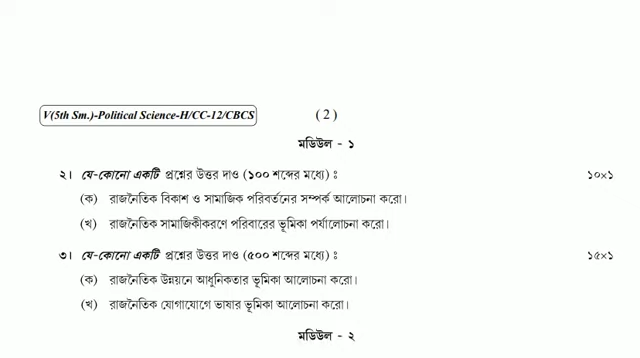 V(5th Sm.)-Political Science-H/CC-12/CBCS (2)
মডিউল - ১
২। যে-কোনো একটি প্রশ্নের উত্তর দাও (১০০ শব্দের মধ্যে) ঃ ১০×১
(ক) রাজনৈতিক বিকাশ ও সামাজিক পরিবর্তনের সম্পর্ক আলোচনা করো।
(খ) রাজনৈতিক সামাজিকীকরণে পরিবারের ভূমিকা পর্যালোচনা করো।
৩। যে-কোনো একটি প্রশ্নের উত্তর দাও (৫০০ শব্দের মধ্যে) ঃ ১৫×১
(ক) রাজনৈতিক উন্নয়নে আধুনিকতার ভূমিকা আলোচনা করো।
(খ) রাজনৈতিক যোগাযোগে ভাষার ভূমিকা আলোচনা করো।
মডিউল - ২